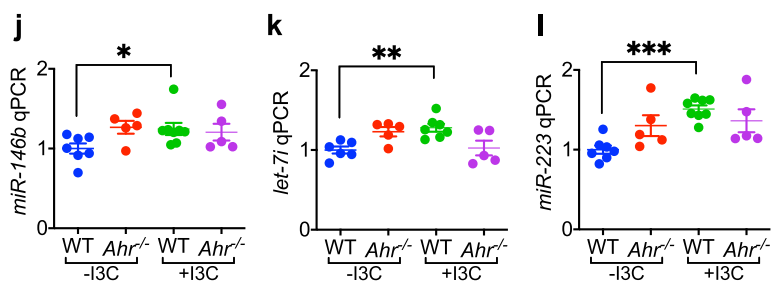 j
miR-146b qPCR
*
2
1
0
WT Ahr-/- WT Ahr-/-
-I3C +I3C
k
let-7i qPCR
**
2
1
0
WT Ahr-/- WT Ahr-/-
-I3C +I3C
l
miR-223 qPCR
***
2
1
0
WT Ahr-/- WT Ahr-/-
-I3C +I3C